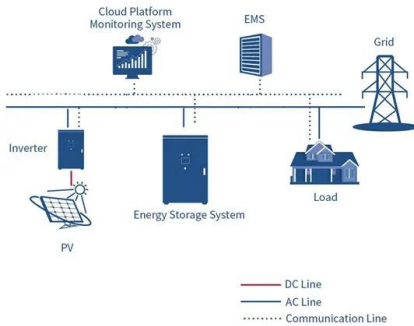 Cloud Platform
Monitoring System
EMS
Grid
Inverter
Energy Storage System
Load
PV
DC Line
AC Line
Communication Line